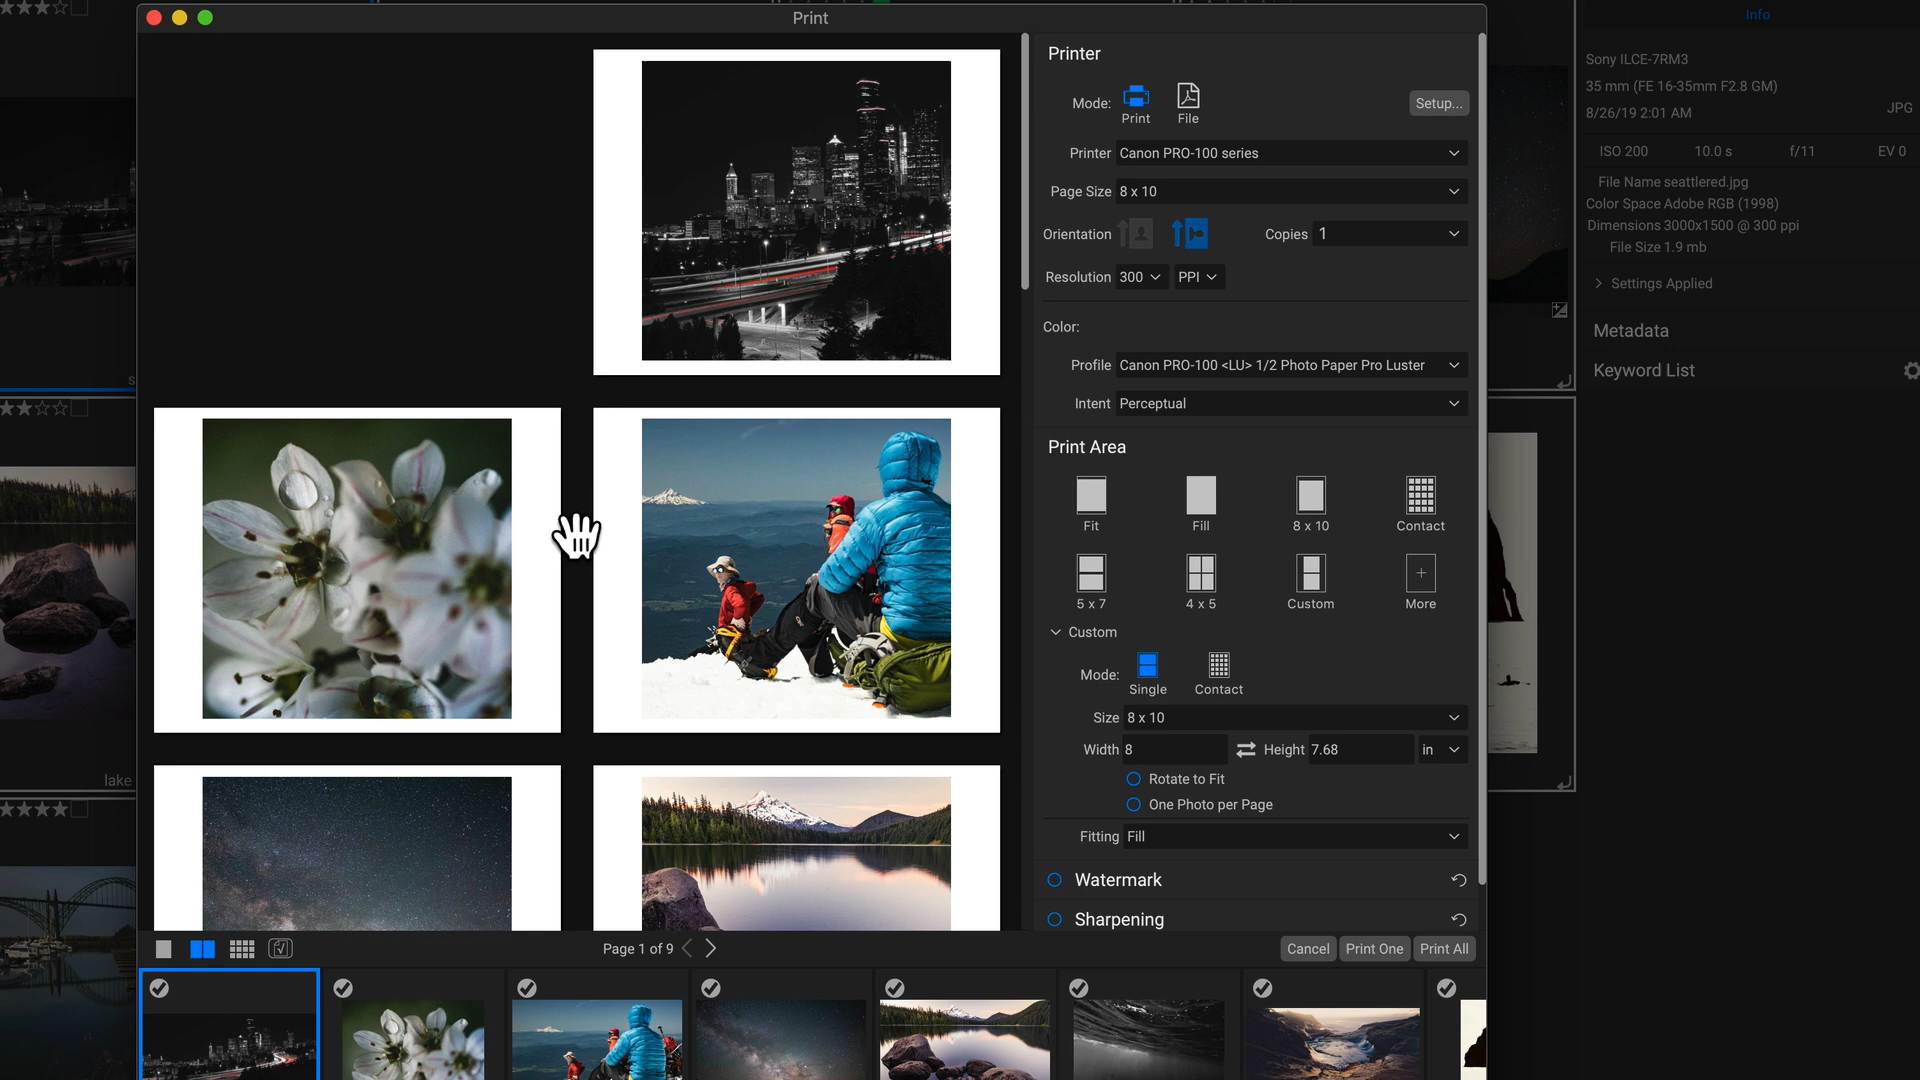 Print
Printer
Mode:
Print
File
Setup...
Printer Canon PRO-100 series
Page Size 8 x 10
Orientation
Copies 1
Resolution 300 PPI
Color:
Profile Canon PRO-100 <LU> 1/2 Photo Paper Pro Luster
Intent Perceptual
Print Area
Fit
Fill
8 x 10
Contact
5 x 7
4 x 5
Custom
More
Custom
Mode:
Single
Contact
Size 8 x 10
Width 8
Height 7.68
in
Rotate to Fit
One Photo per Page
Fitting Fill
Watermark
Sharpening
Page 1 of 9
Cancel
Print One
Print All
s
lake
Info
Sony ILCE-7RM3
35 mm (FE 16-35mm F2.8 GM)
8/26/19 2:01 AM
JPG
ISO 200 10.0 s f/11 EV 0
File Name seattlered.jpg
Color Space Adobe RGB (1998)
Dimensions 3000x1500 @ 300 ppi
File Size 1.9 mb
Settings Applied
Metadata
Keyword List